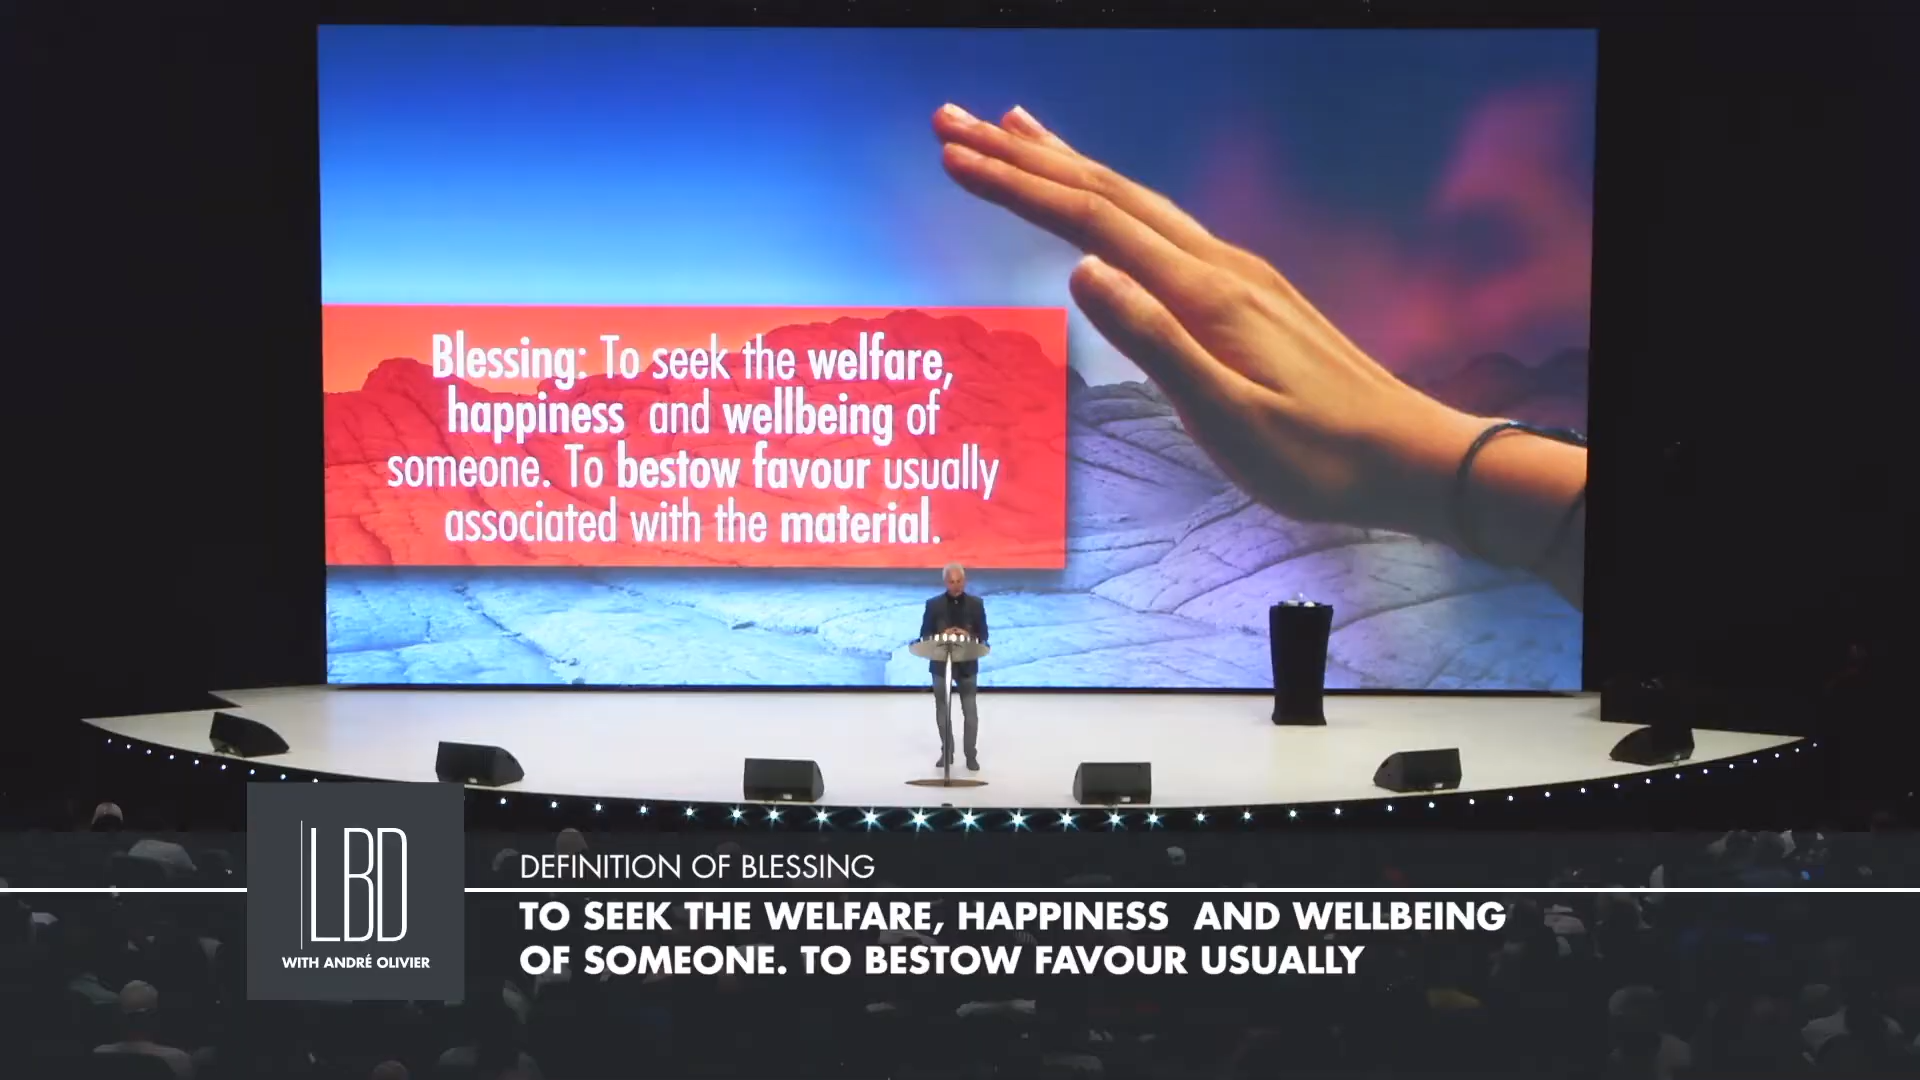 Blessing: To seek the welfare,
happiness  and wellbeing of
someone. To bestow favour usually
associated with the material.
LBD
WITH ANDRÉ OLIVIER
DEFINITION OF BLESSING
TO SEEK THE WELFARE, HAPPINESS  AND WELLBEING
OF SOMEONE. TO BESTOW FAVOUR USUALLY